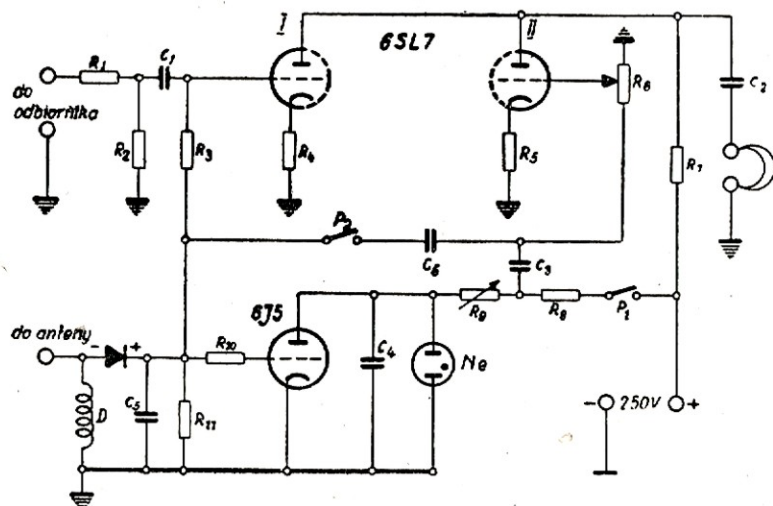 I
II
6SL7
R1
C1
do
odbiornika
R2
R3
R4
R5
R6
C2
R7
P2
C6
C3
6J5
R9
R8
P1
do anteny
- +
R10
C4
Ne
D
C5
R11
- 250V +